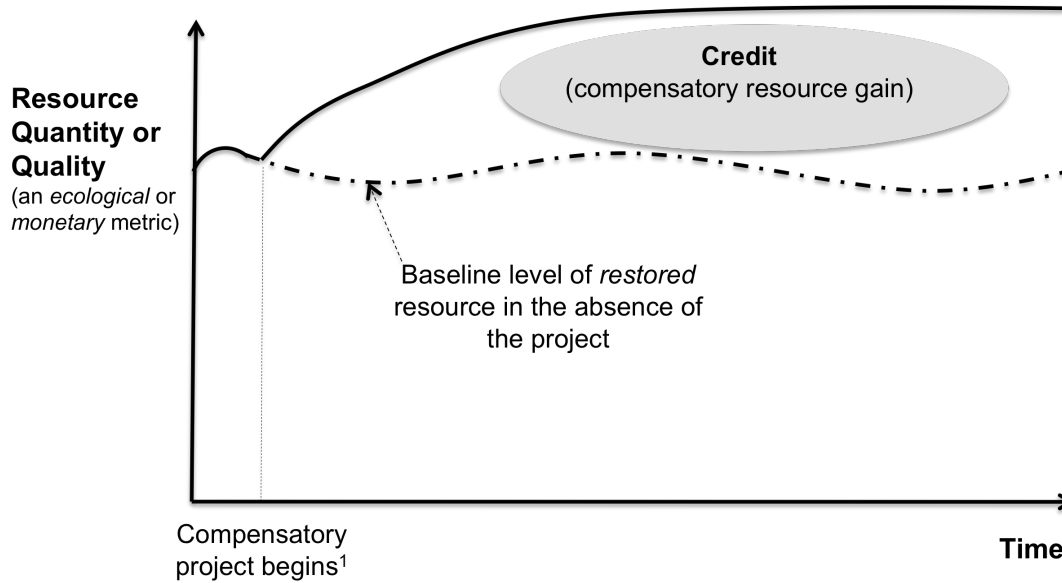 Resource
Quantity or
Quality
(an ecological or
monetary metric)
Credit
(compensatory resource gain)
Baseline level of restored
resource in the absence of
the project
Compensatory
project begins¹
Time